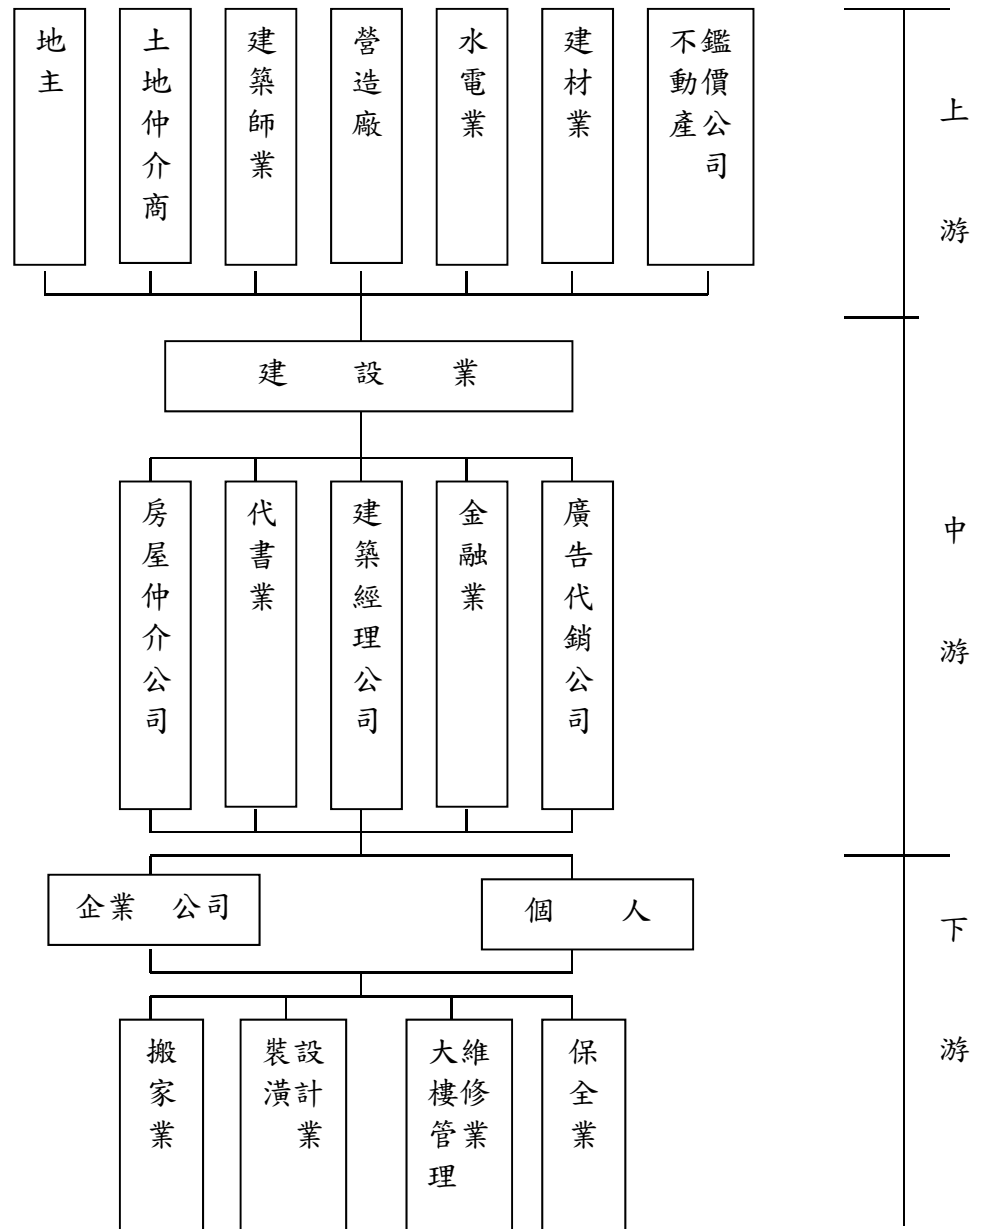 地主
土地仲介商
建築師業
營造廠
水電業
建材業
不動產
鑑價公司
上游
建設業
房屋仲介公司
代書業
建築經理公司
金融業
廣告代銷公司
中游
企業 公司
個人
下游
搬家業
裝潢
設計業
大樓管理
維修業
保全業